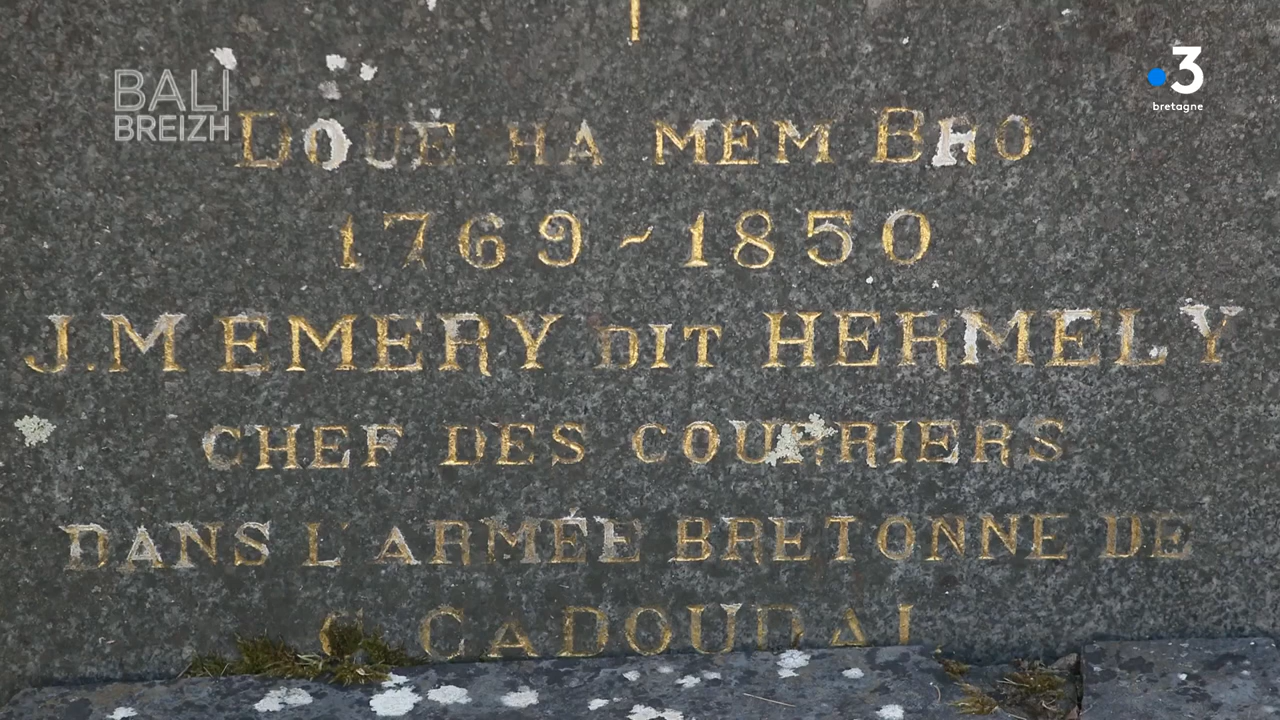 BALI
BREIZH
3
bretagne
DOUE HA MEM BRO
1769~1850
J.M EMERY DIT HERMELY
CHEF DES COURRIERS
DANS L'ARMÉE BRETONNE DE
G CADOUDAL